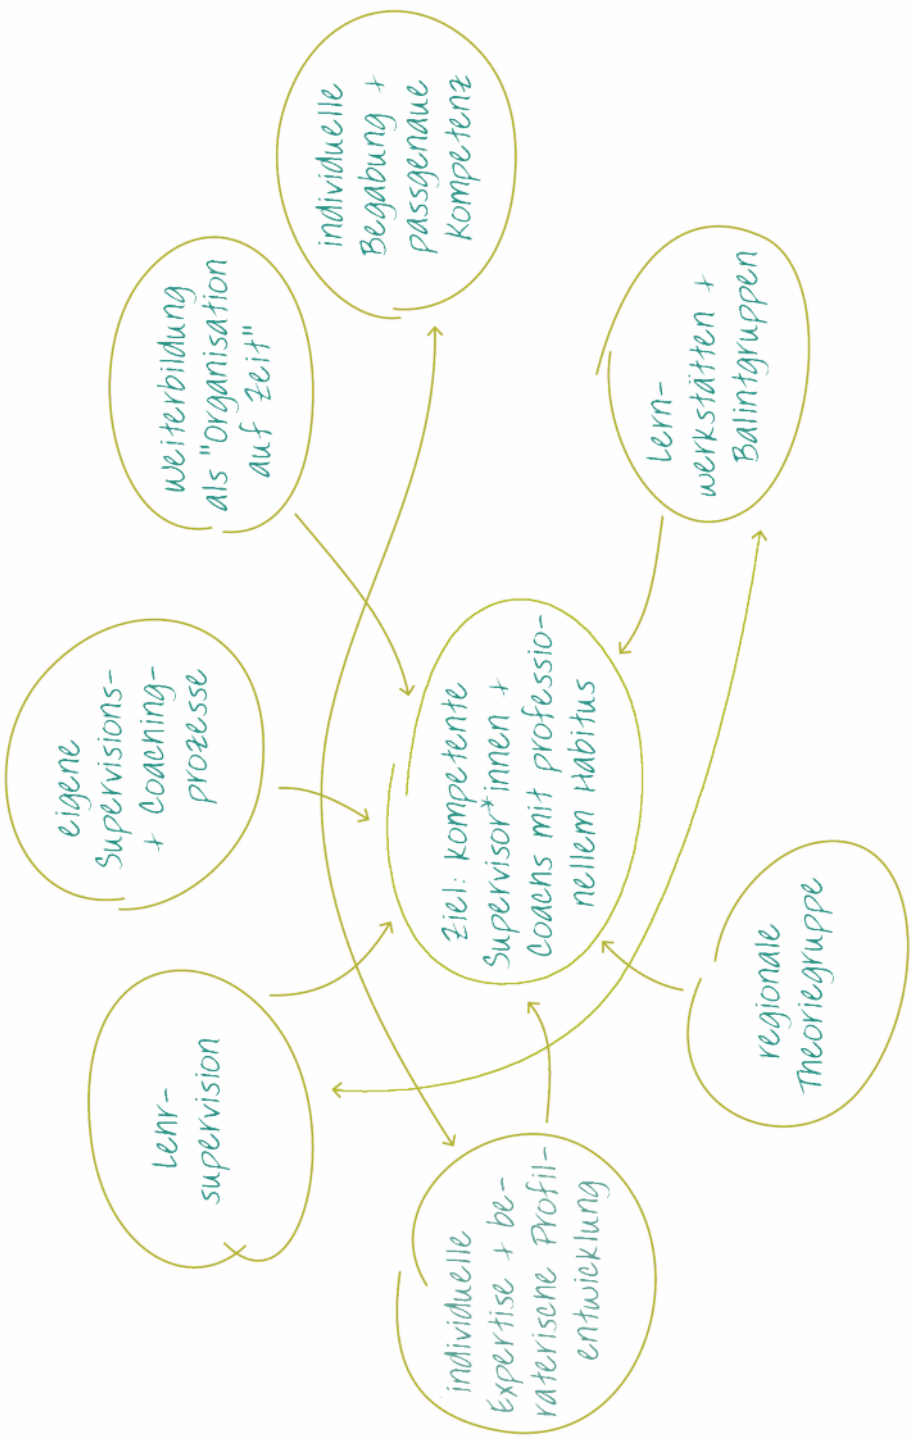 individuelle
Expertise + be-
raterische Profil-
entwicklung
Lehr-
supervision
eigene
Supervisions-
+ Coaching-
prozesse
Weiterbildung
als "Organisation
auf Zeit"
individuelle
Begabung +
passgenaue
Kompetenz
Ziel: Kompetente
Supervisor*innen +
Coachs mit professio-
nellem Habitus
regionale
Theoriegruppe
Lern-
werkstätten +
Balintgruppen